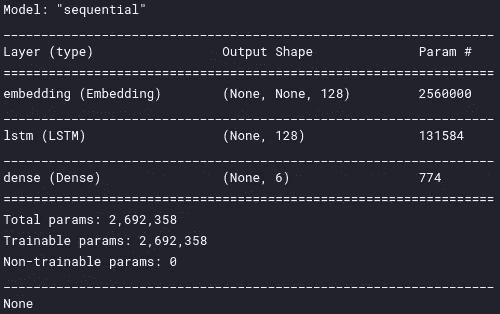 Model: "sequential"
_________________________________________________________________
Layer (type)                 Output Shape              Param #
=================================================================
embedding (Embedding)        (None, None, 128)         2560000
_________________________________________________________________
lstm (LSTM)                  (None, 128)               131584
_________________________________________________________________
dense (Dense)                (None, 6)                 774
=================================================================
Total params: 2,692,358
Trainable params: 2,692,358
Non-trainable params: 0
_________________________________________________________________
None